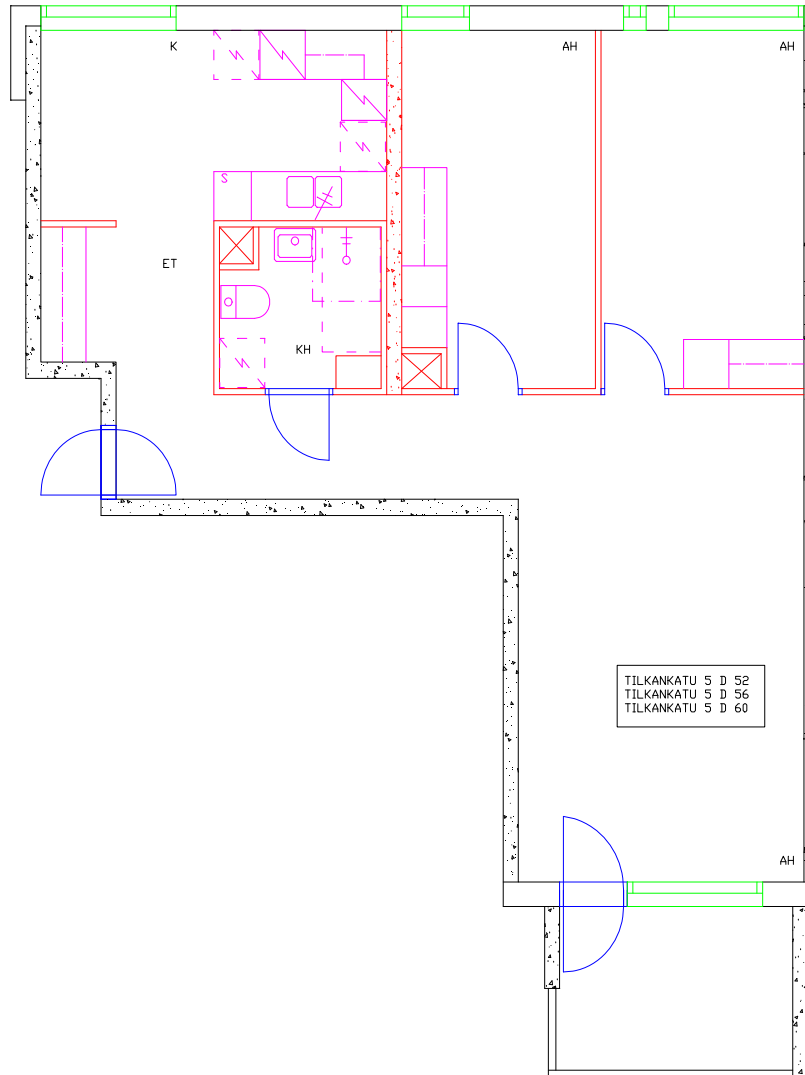 K
AH
AH
S
ET
KH
TILKANKATU 5 D 52
TILKANKATU 5 D 56
TILKANKATU 5 D 60
AH